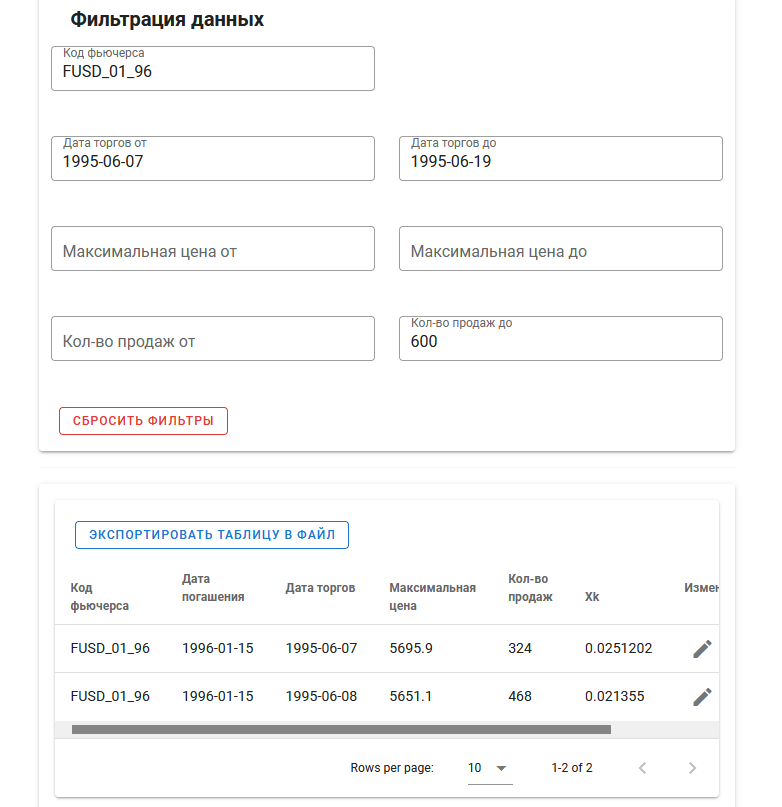 Фильтрация данных
Код фьючерса
FUSD_01_96
Дата торгов от
1995-06-07
Дата торгов до
1995-06-19
Максимальная цена от
Максимальная цена до
Кол-во продаж от
Кол-во продаж до
600
СБРОСИТЬ ФИЛЬТРЫ
ЭКСПОРТИРОВАТЬ ТАБЛИЦУ В ФАЙЛ
Код фьючерса
Дата погашения
Дата торгов
Максимальная цена
Кол-во продаж
Xk
Измен
FUSD_01_96 1996-01-15 1995-06-07 5695.9 324 0.0251202
FUSD_01_96 1996-01-15 1995-06-08 5651.1 468 0.021355
Rows per page: 10 1-2 of 2